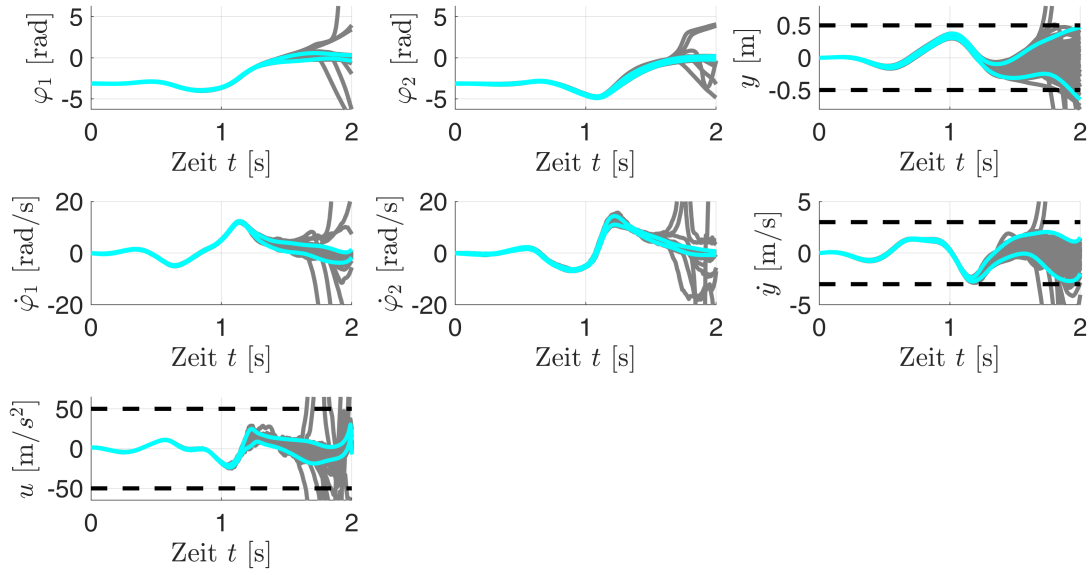 5
0
-5
φ₁ [rad]
0 1 2
Zeit t [s]
5
0
-5
φ₂ [rad]
0 1 2
Zeit t [s]
0.5
0
-0.5
y [m]
0 1 2
Zeit t [s]
20
0
-20
φ̇₁ [rad/s]
0 1 2
Zeit t [s]
20
0
-20
φ̇₂ [rad/s]
0 1 2
Zeit t [s]
5
0
-5
ẏ [m/s]
0 1 2
Zeit t [s]
50
0
-50
u [m/s²]
0 1 2
Zeit t [s]